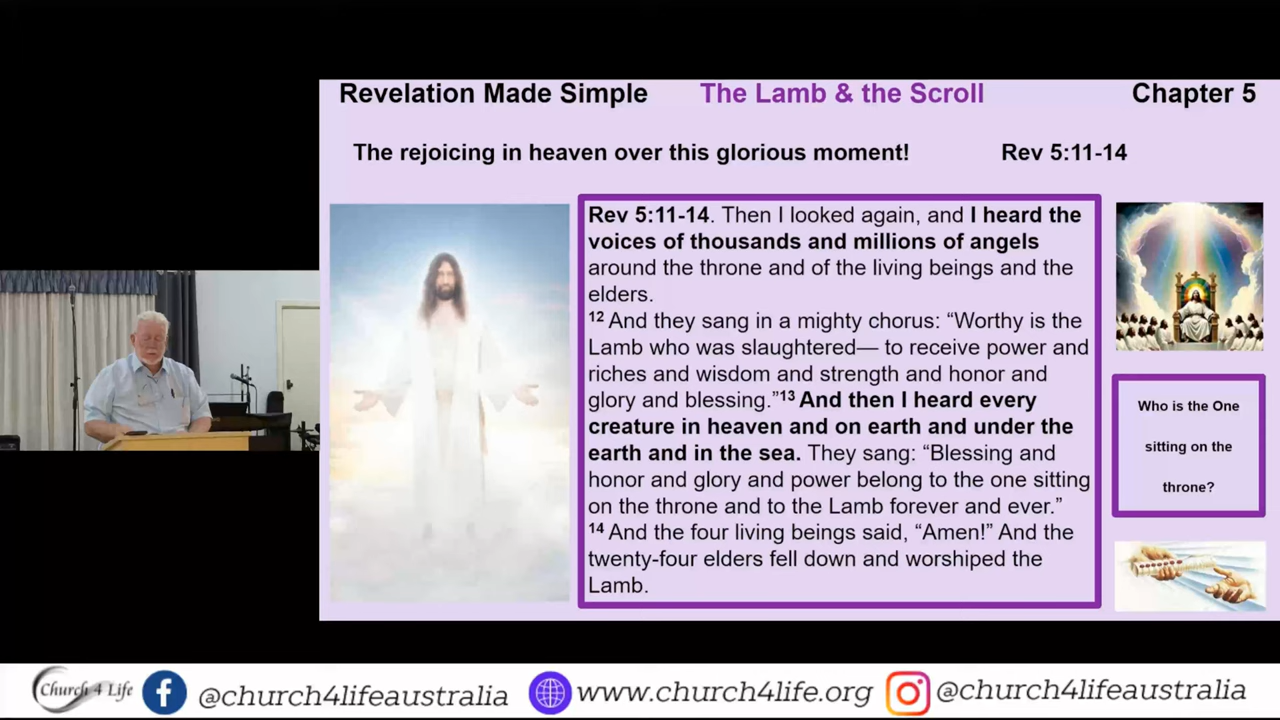 Revelation Made Simple The Lamb & the Scroll Chapter 5
The rejoicing in heaven over this glorious moment! Rev 5:11-14
Rev 5:11-14. Then I looked again, and I heard the
voices of thousands and millions of angels
around the throne and of the living beings and the
elders.
12 And they sang in a mighty chorus: “Worthy is the
Lamb who was slaughtered— to receive power and
riches and wisdom and strength and honor and
glory and blessing.”13 And then I heard every
creature in heaven and on earth and under the
earth and in the sea. They sang: “Blessing and
honor and glory and power belong to the one sitting
on the throne and to the Lamb forever and ever.”
14 And the four living beings said, “Amen!” And the
twenty-four elders fell down and worshiped the
Lamb.
Who is the One
sitting on the
throne?
Church 4 Life @church4lifeaustralia www.church4life.org @church4lifeaustralia